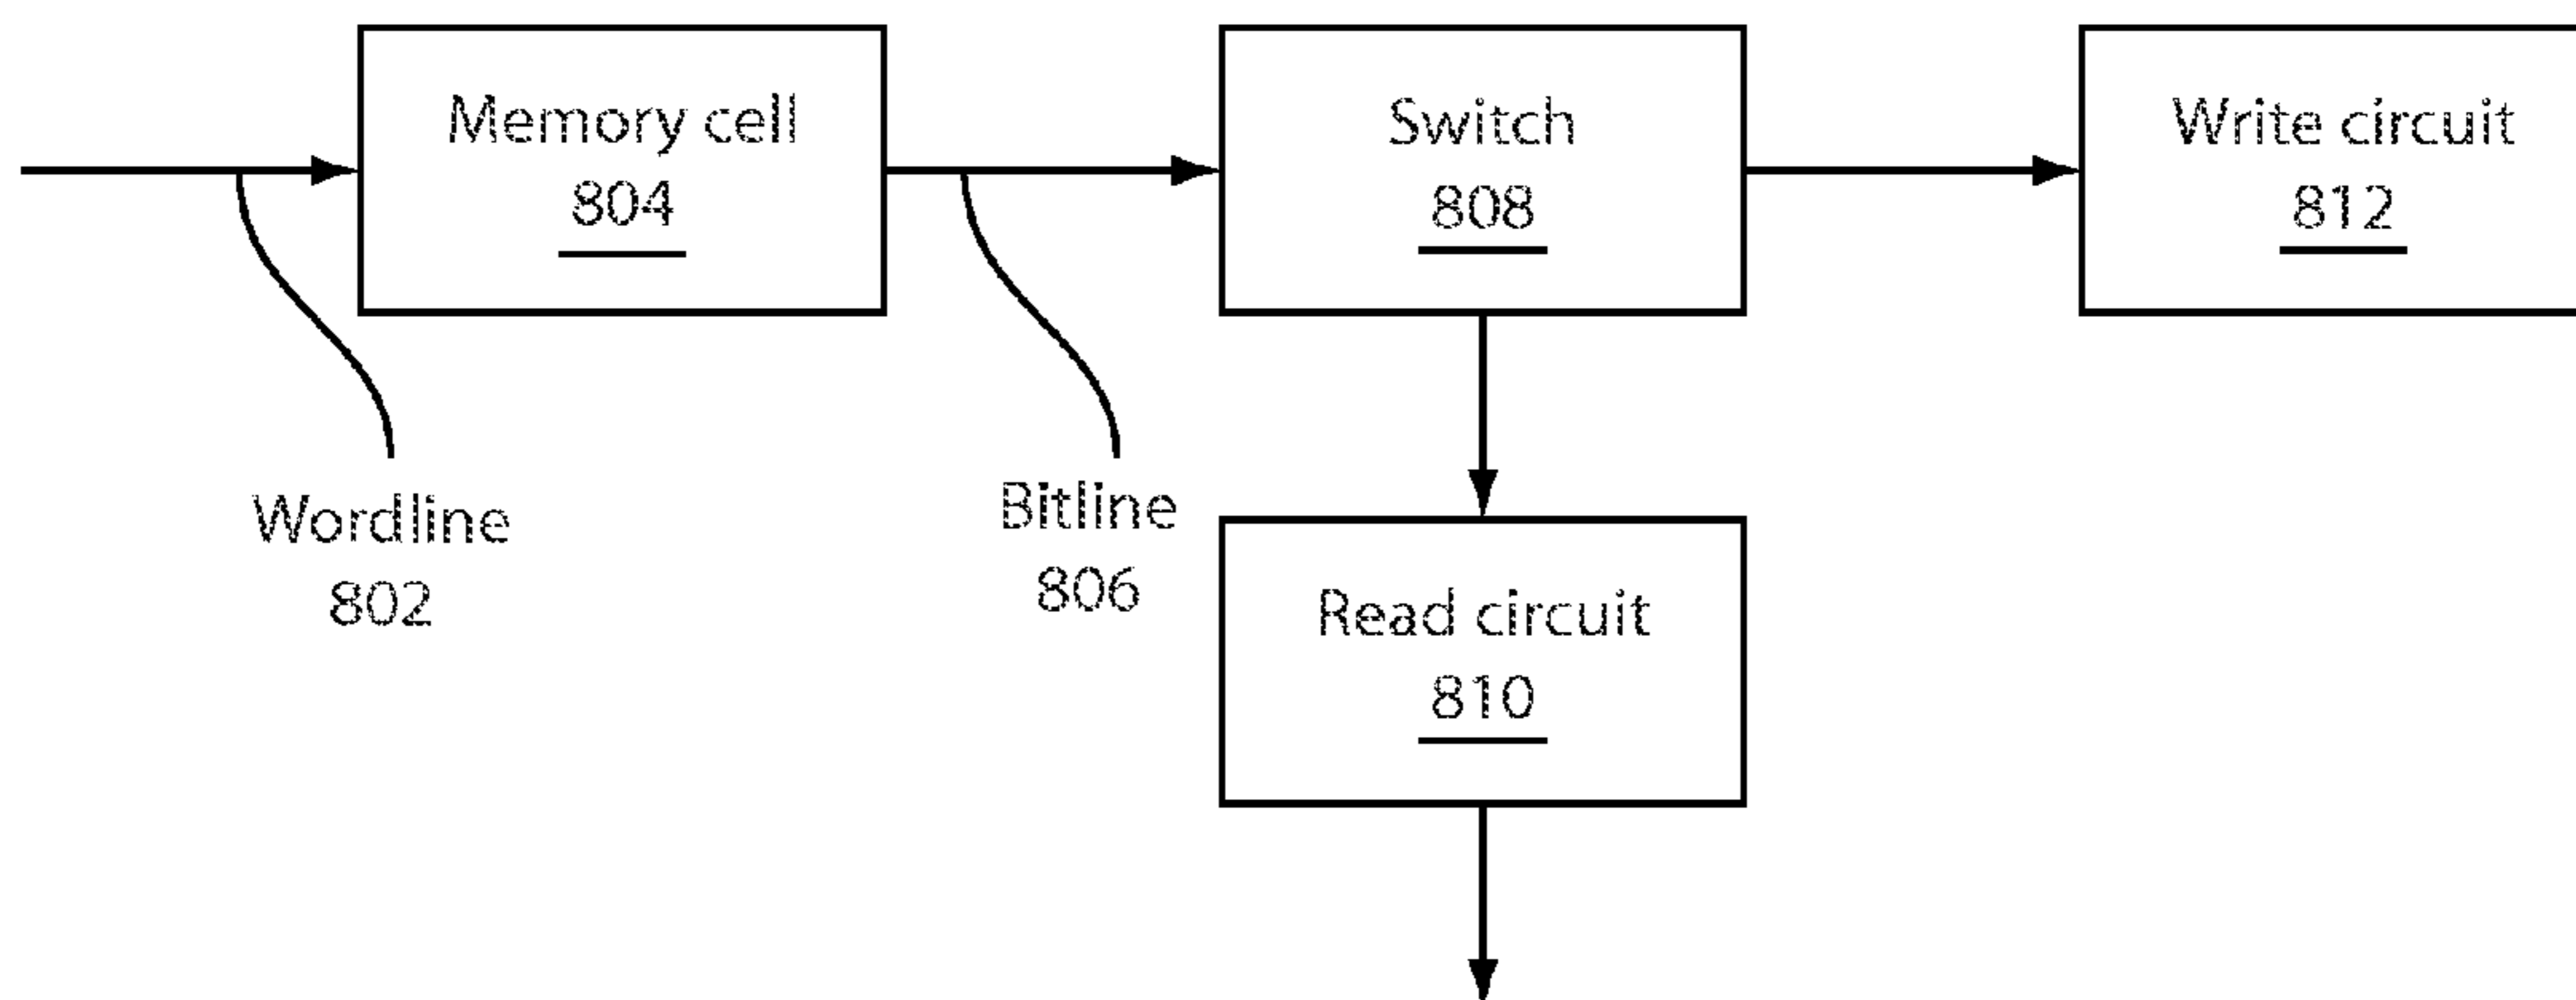 Memory cell
804
Switch
808
Write circuit
812
Wordline
802
Bitline
806
Read circuit
810